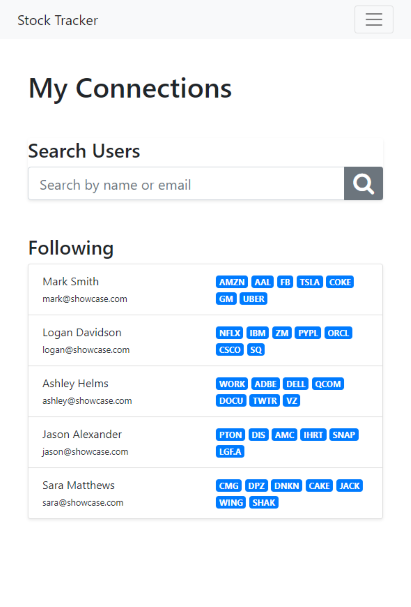 Stock Tracker
My Connections
Search Users
Search by name or email
Following
Mark Smith
mark@showcase.com
AMZN AAL FB TSLA COKE
GM UBER
Logan Davidson
logan@showcase.com
NFLX IBM ZM PYPL ORCL
CSCO SQ
Ashley Helms
ashley@showcase.com
WORK ADBE DELL QCOM
DOCU TWTR VZ
Jason Alexander
jason@showcase.com
PTON DIS AMC IHRT SNAP
LGF.A
Sara Matthews
sara@showcase.com
CMG DPZ DNKN CAKE JACK
WING SHAK